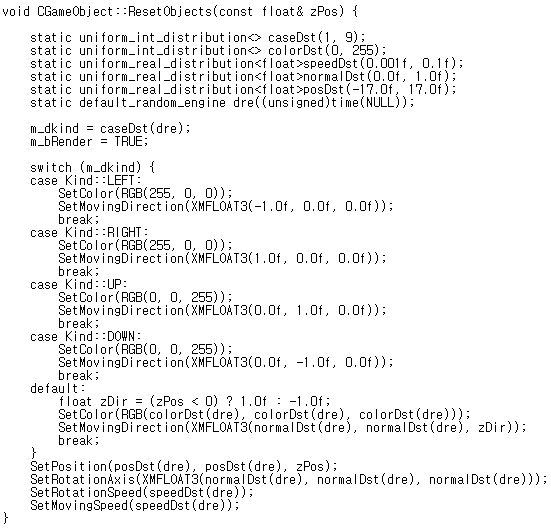 void CGameObject::ResetObjects(const float& zPos) {
static uniform_int_distribution<> caseDst(1, 9);
static uniform_int_distribution<> colorDst(0, 255);
static uniform_real_distribution<float>speedDst(0.001f, 0.1f);
static uniform_real_distribution<float>normalDst(0.0f, 1.0f);
static uniform_real_distribution<float>posDst(-17.0f, 17.0f);
static default_random_engine dre((unsigned)time(NULL));
m_dkind = caseDst(dre);
m_bRender = TRUE;
switch (m_dkind) {
case Kind::LEFT:
SetColor(RGB(255, 0, 0));
SetMovingDirection(XMFLOAT3(-1.0f, 0.0f, 0.0f));
break;
case Kind::RIGHT:
SetColor(RGB(255, 0, 0));
SetMovingDirection(XMFLOAT3(1.0f, 0.0f, 0.0f));
break;
case Kind::UP:
SetColor(RGB(0, 0, 255));
SetMovingDirection(XMFLOAT3(0.0f, 1.0f, 0.0f));
break;
case Kind::DOWN:
SetColor(RGB(0, 0, 255));
SetMovingDirection(XMFLOAT3(0.0f, -1.0f, 0.0f));
break;
default:
float zDir = (zPos < 0) ? 1.0f : -1.0f;
SetColor(RGB(colorDst(dre), colorDst(dre), colorDst(dre)));
SetMovingDirection(XMFLOAT3(normalDst(dre), normalDst(dre), zDir));
break;
}
SetPosition(posDst(dre), posDst(dre), zPos);
SetRotationAxis(XMFLOAT3(normalDst(dre), normalDst(dre), normalDst(dre)));
SetRotationSpeed(speedDst(dre));
SetMovingSpeed(speedDst(dre));
}